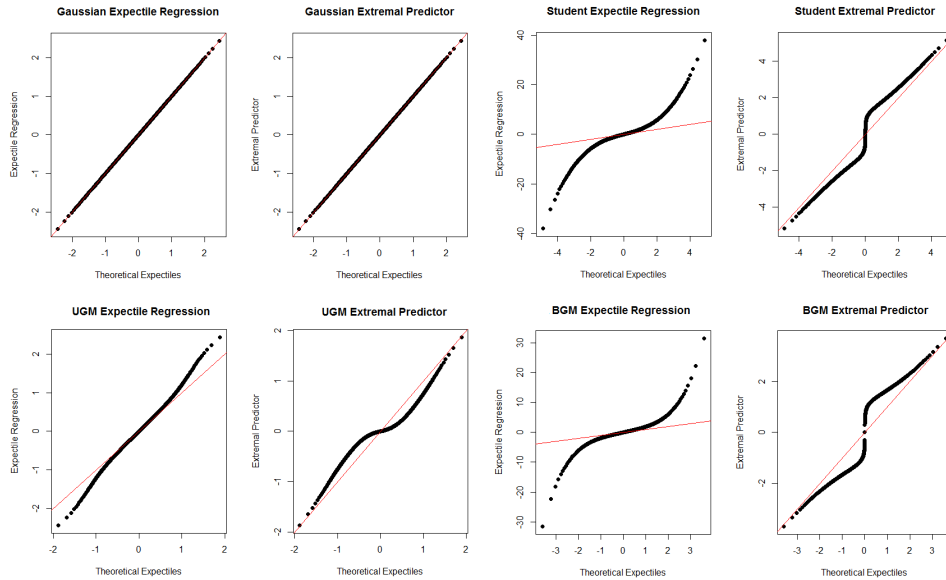 Gaussian Expectile Regression
Expectile Regression
2
1
0
-1
-2
-2 -1 0 1 2
Theoretical Expectiles
Gaussian Extremal Predictor
Extremal Predictor
2
1
0
-1
-2
-2 -1 0 1 2
Theoretical Expectiles
Student Expectile Regression
Expectile Regression
40
20
0
-20
-40
-4 -2 0 2 4
Theoretical Expectiles
Student Extremal Predictor
Extremal Predictor
4
2
0
-2
-4
-4 -2 0 2 4
Theoretical Expectiles
UGM Expectile Regression
Expectile Regression
2
1
0
-1
-2
-2 -1 0 1 2
Theoretical Expectiles
UGM Extremal Predictor
Extremal Predictor
2
1
0
-1
-2
-2 -1 0 1 2
Theoretical Expectiles
BGM Expectile Regression
Expectile Regression
30
20
10
0
-10
-20
-30
-3 -2 -1 0 1 2 3
Theoretical Expectiles
BGM Extremal Predictor
Extremal Predictor
2
0
-2
-3 -2 -1 0 1 2 3
Theoretical Expectiles